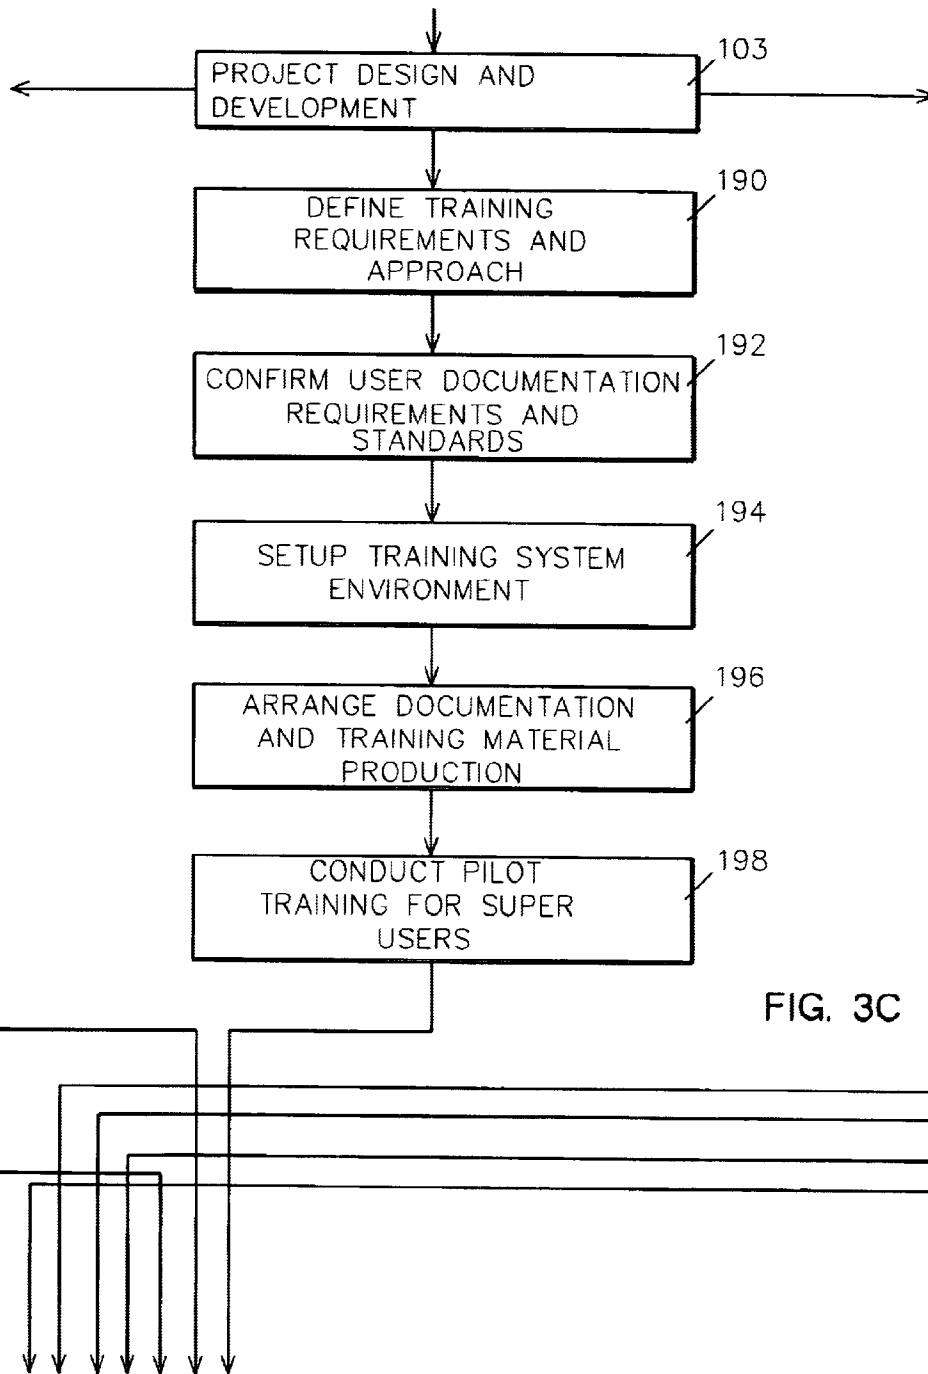 103
PROJECT DESIGN AND
DEVELOPMENT
190
DEFINE TRAINING
REQUIREMENTS AND
APPROACH
192
CONFIRM USER DOCUMENTATION
REQUIREMENTS AND
STANDARDS
194
SETUP TRAINING SYSTEM
ENVIRONMENT
196
ARRANGE DOCUMENTATION
AND TRAINING MATERIAL
PRODUCTION
198
CONDUCT PILOT
TRAINING FOR SUPER
USERS
FIG. 3C